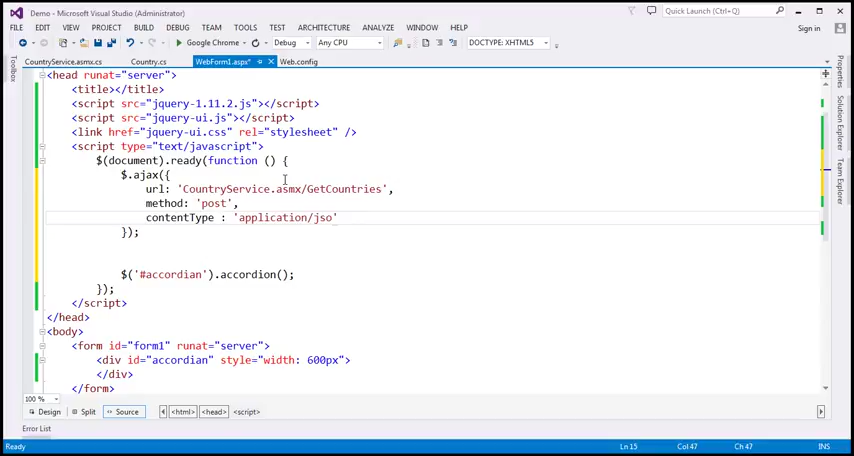 Demo - Microsoft Visual Studio (Administrator)
Quick Launch (Ctrl+Q)
FILE EDIT VIEW PROJECT BUILD DEBUG TEAM TOOLS TEST ARCHITECTURE ANALYZE WINDOW HELP
Sign in
Google Chrome Debug Any CPU DOCTYPE: XHTML5
CountryService.asmx.cs Country.cs WebForm1.aspx* Web.config
Toolbox
Properties
Solution Explorer
Team Explorer
<head runat="server">
<title></title>
<script src="jquery-1.11.2.js"></script>
<script src="jquery-ui.js"></script>
<link href="jquery-ui.css" rel="stylesheet" />
<script type="text/javascript">
$(document).ready(function () {
$.ajax({
url: 'CountryService.asmx/GetCountries',
method: 'post',
contentType : 'application/jso'
});
$('#accordian').accordion();
});
</script>
</head>
<body>
<form id="form1" runat="server">
<div id="accordian" style="width: 600px">
</div>
</form>
100 %
Design Split Source <html> <head> <script>
Error List
Ready Ln 15 Col 47 Ch 47 INS